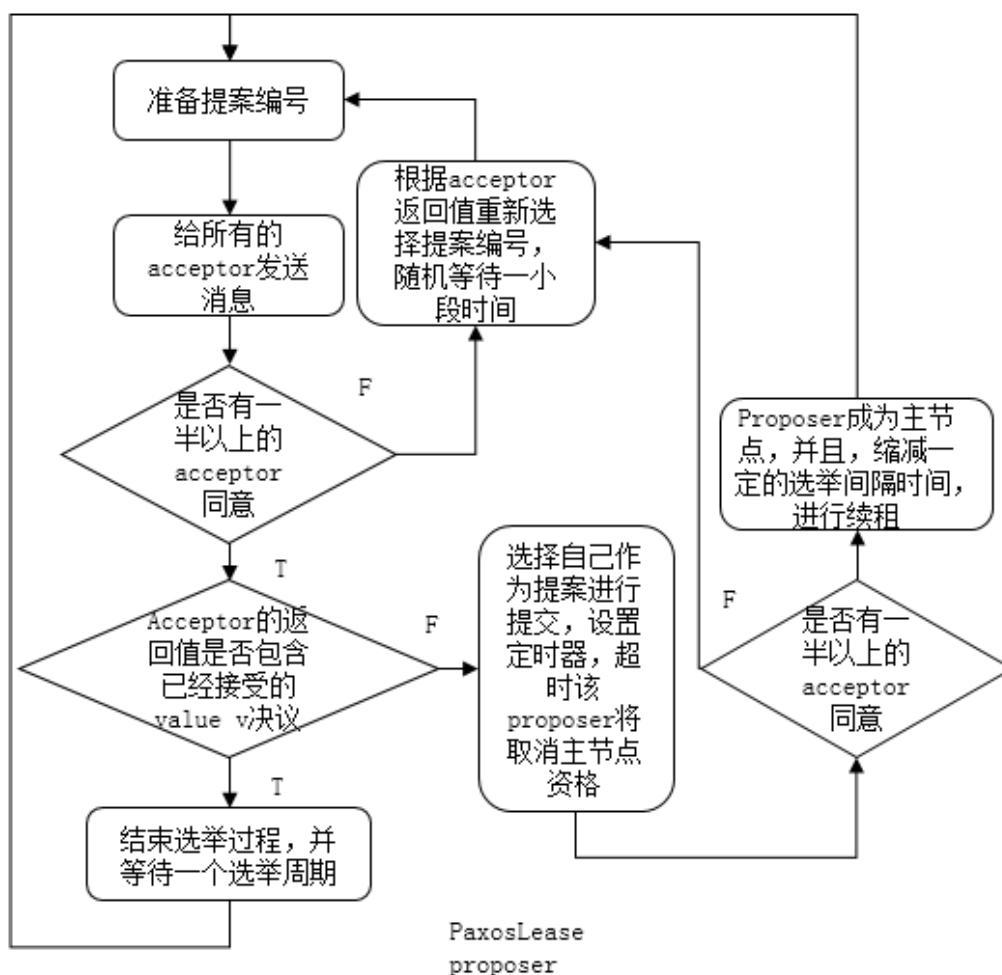 准备提案编号
给所有的
acceptor发送
消息
根据acceptor
返回值重新选
择提案编号，
随机等待一小
段时间
是否有一
半以上的
acceptor
同意
F
T
Acceptor的返
回值是否包含
已经接受的
value v决议
F
T
结束选举过程，并
等待一个选举周期
选择自己作
为提案进行
提交，设置
定时器，超
时该
proposer将
取消主节点
资格
Proposer成为主节
点，并且，缩减一
定的选举间隔时间，
进行续租
F
是否有一
半以上的
acceptor
同意
PaxosLease
proposer